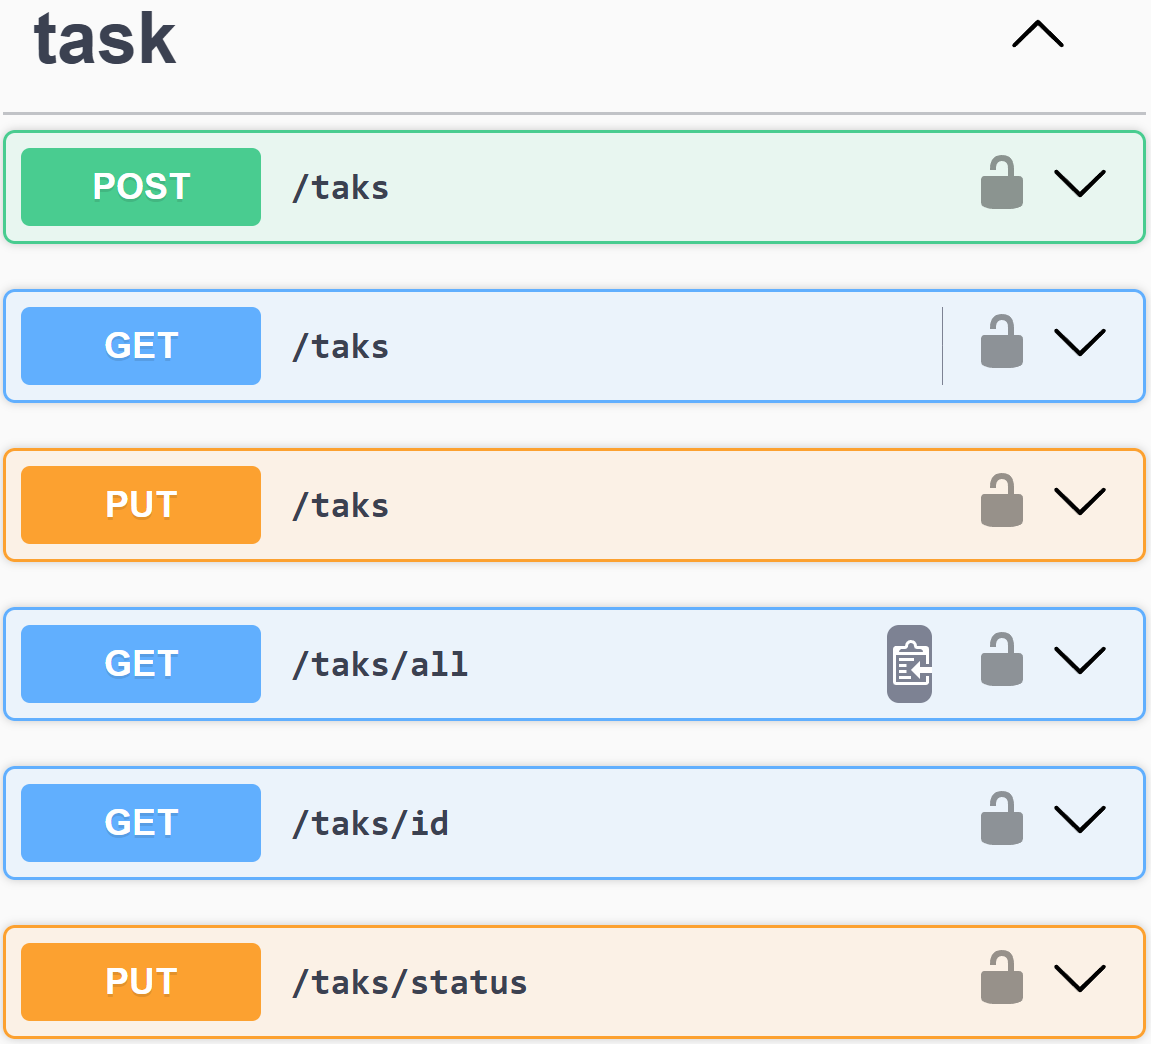 task
POST /taks
GET /taks
PUT /taks
GET /taks/all
GET /taks/id
PUT /taks/status